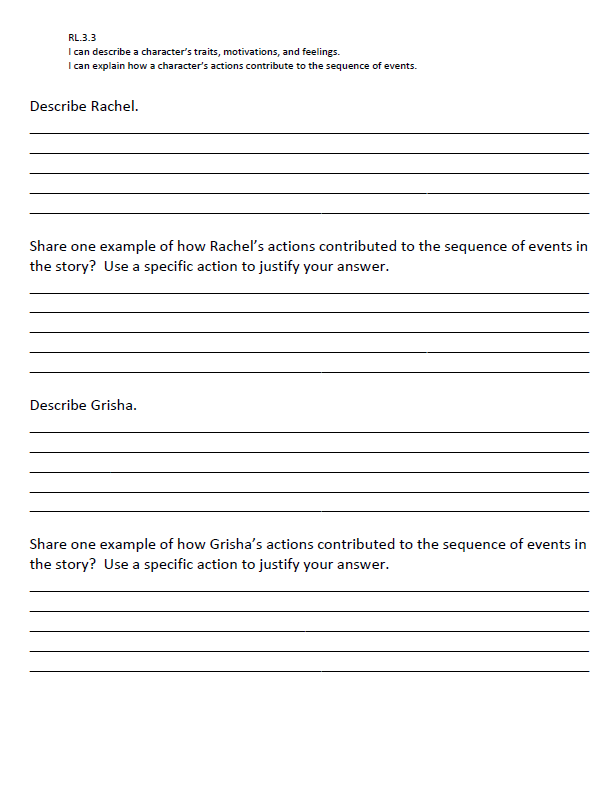 RL.3.3
I can describe a character's traits, motivations, and feelings.
I can explain how a character's actions contribute to the sequence of events.
Describe Rachel.
Share one example of how Rachel's actions contributed to the sequence of events in
the story?  Use a specific action to justify your answer.
Describe Grisha.
Share one example of how Grisha's actions contributed to the sequence of events in
the story?  Use a specific action to justify your answer.